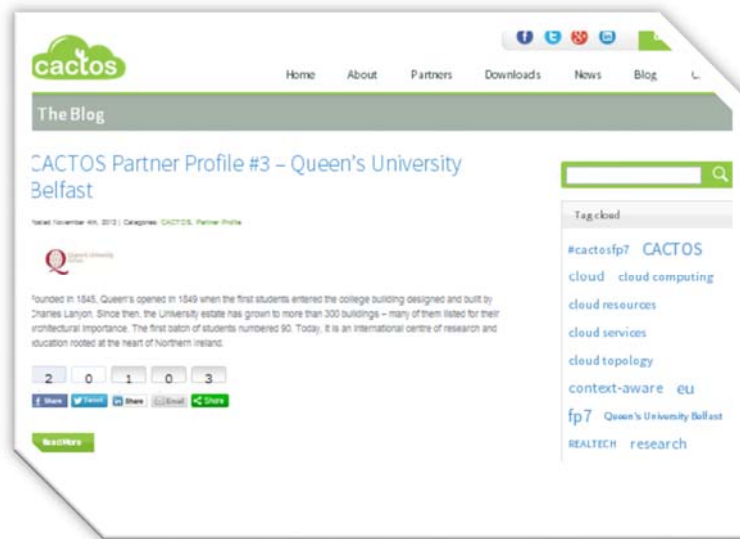 cactos
Home About Partners Downloads News Blog
The Blog
CACTOS Partner Profile #3 – Queen's University
Belfast
Posted November 4th, 2013 | Categories: CACTOS, Partner Profile
Queen's University
Belfast
Founded in 1845, Queen's opened in 1849 when the first students entered the college building designed and built by
Charles Lanyon. Since then, the University estate has grown to more than 300 buildings – many of them listed for their
architectural importance. The first batch of students numbered 90. Today, it is an international centre of research and
education rooted at the heart of Northern Ireland.
2 0 1 0 3
Share Tweet Share Email Share
Read More
Tag cloud
#cactosfp7 CACTOS
cloud cloud computing
cloud resources
cloud services
cloud topology
context-aware eu
fp7 Queen's University Belfast
REALTECH research